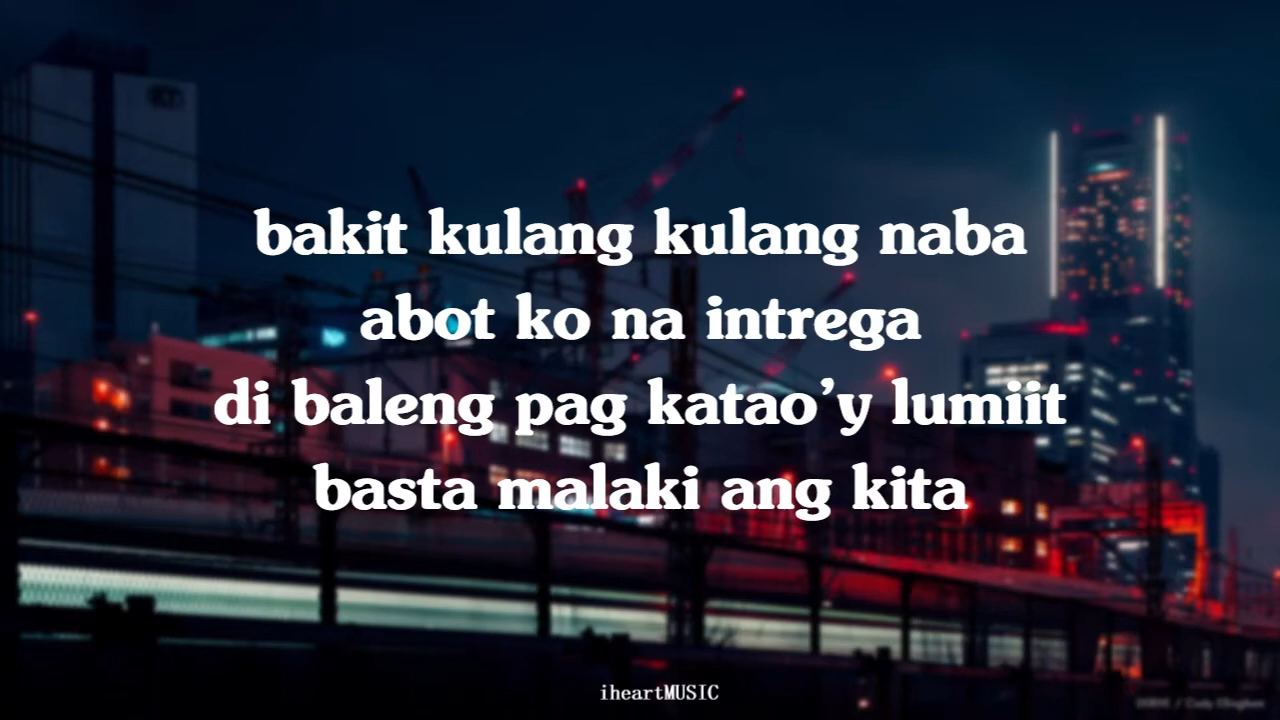 bakit kulang kulang naba
abot ko na intrega
di baleng pag katao’y lumiit
basta malaki ang kita
iheartMUSIC